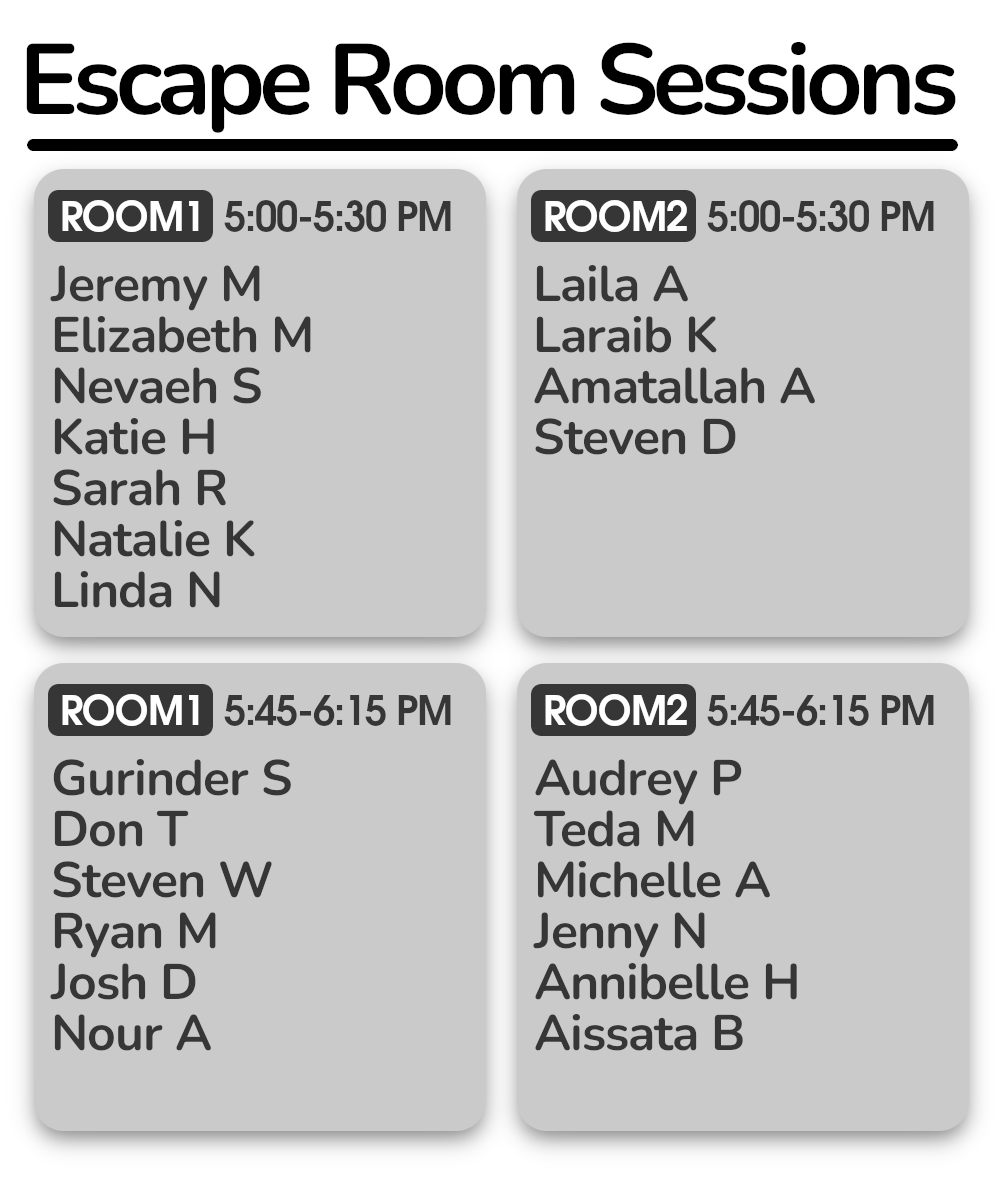 Escape Room Sessions
ROOM1 5:00-5:30 PM
Jeremy M
Elizabeth M
Nevaeh S
Katie H
Sarah R
Natalie K
Linda N
ROOM2 5:00-5:30 PM
Laila A
Laraib K
Amatallah A
Steven D
ROOM1 5:45-6:15 PM
Gurinder S
Don T
Steven W
Ryan M
Josh D
Nour A
ROOM2 5:45-6:15 PM
Audrey P
Teda M
Michelle A
Jenny N
Annibelle H
Aissata B